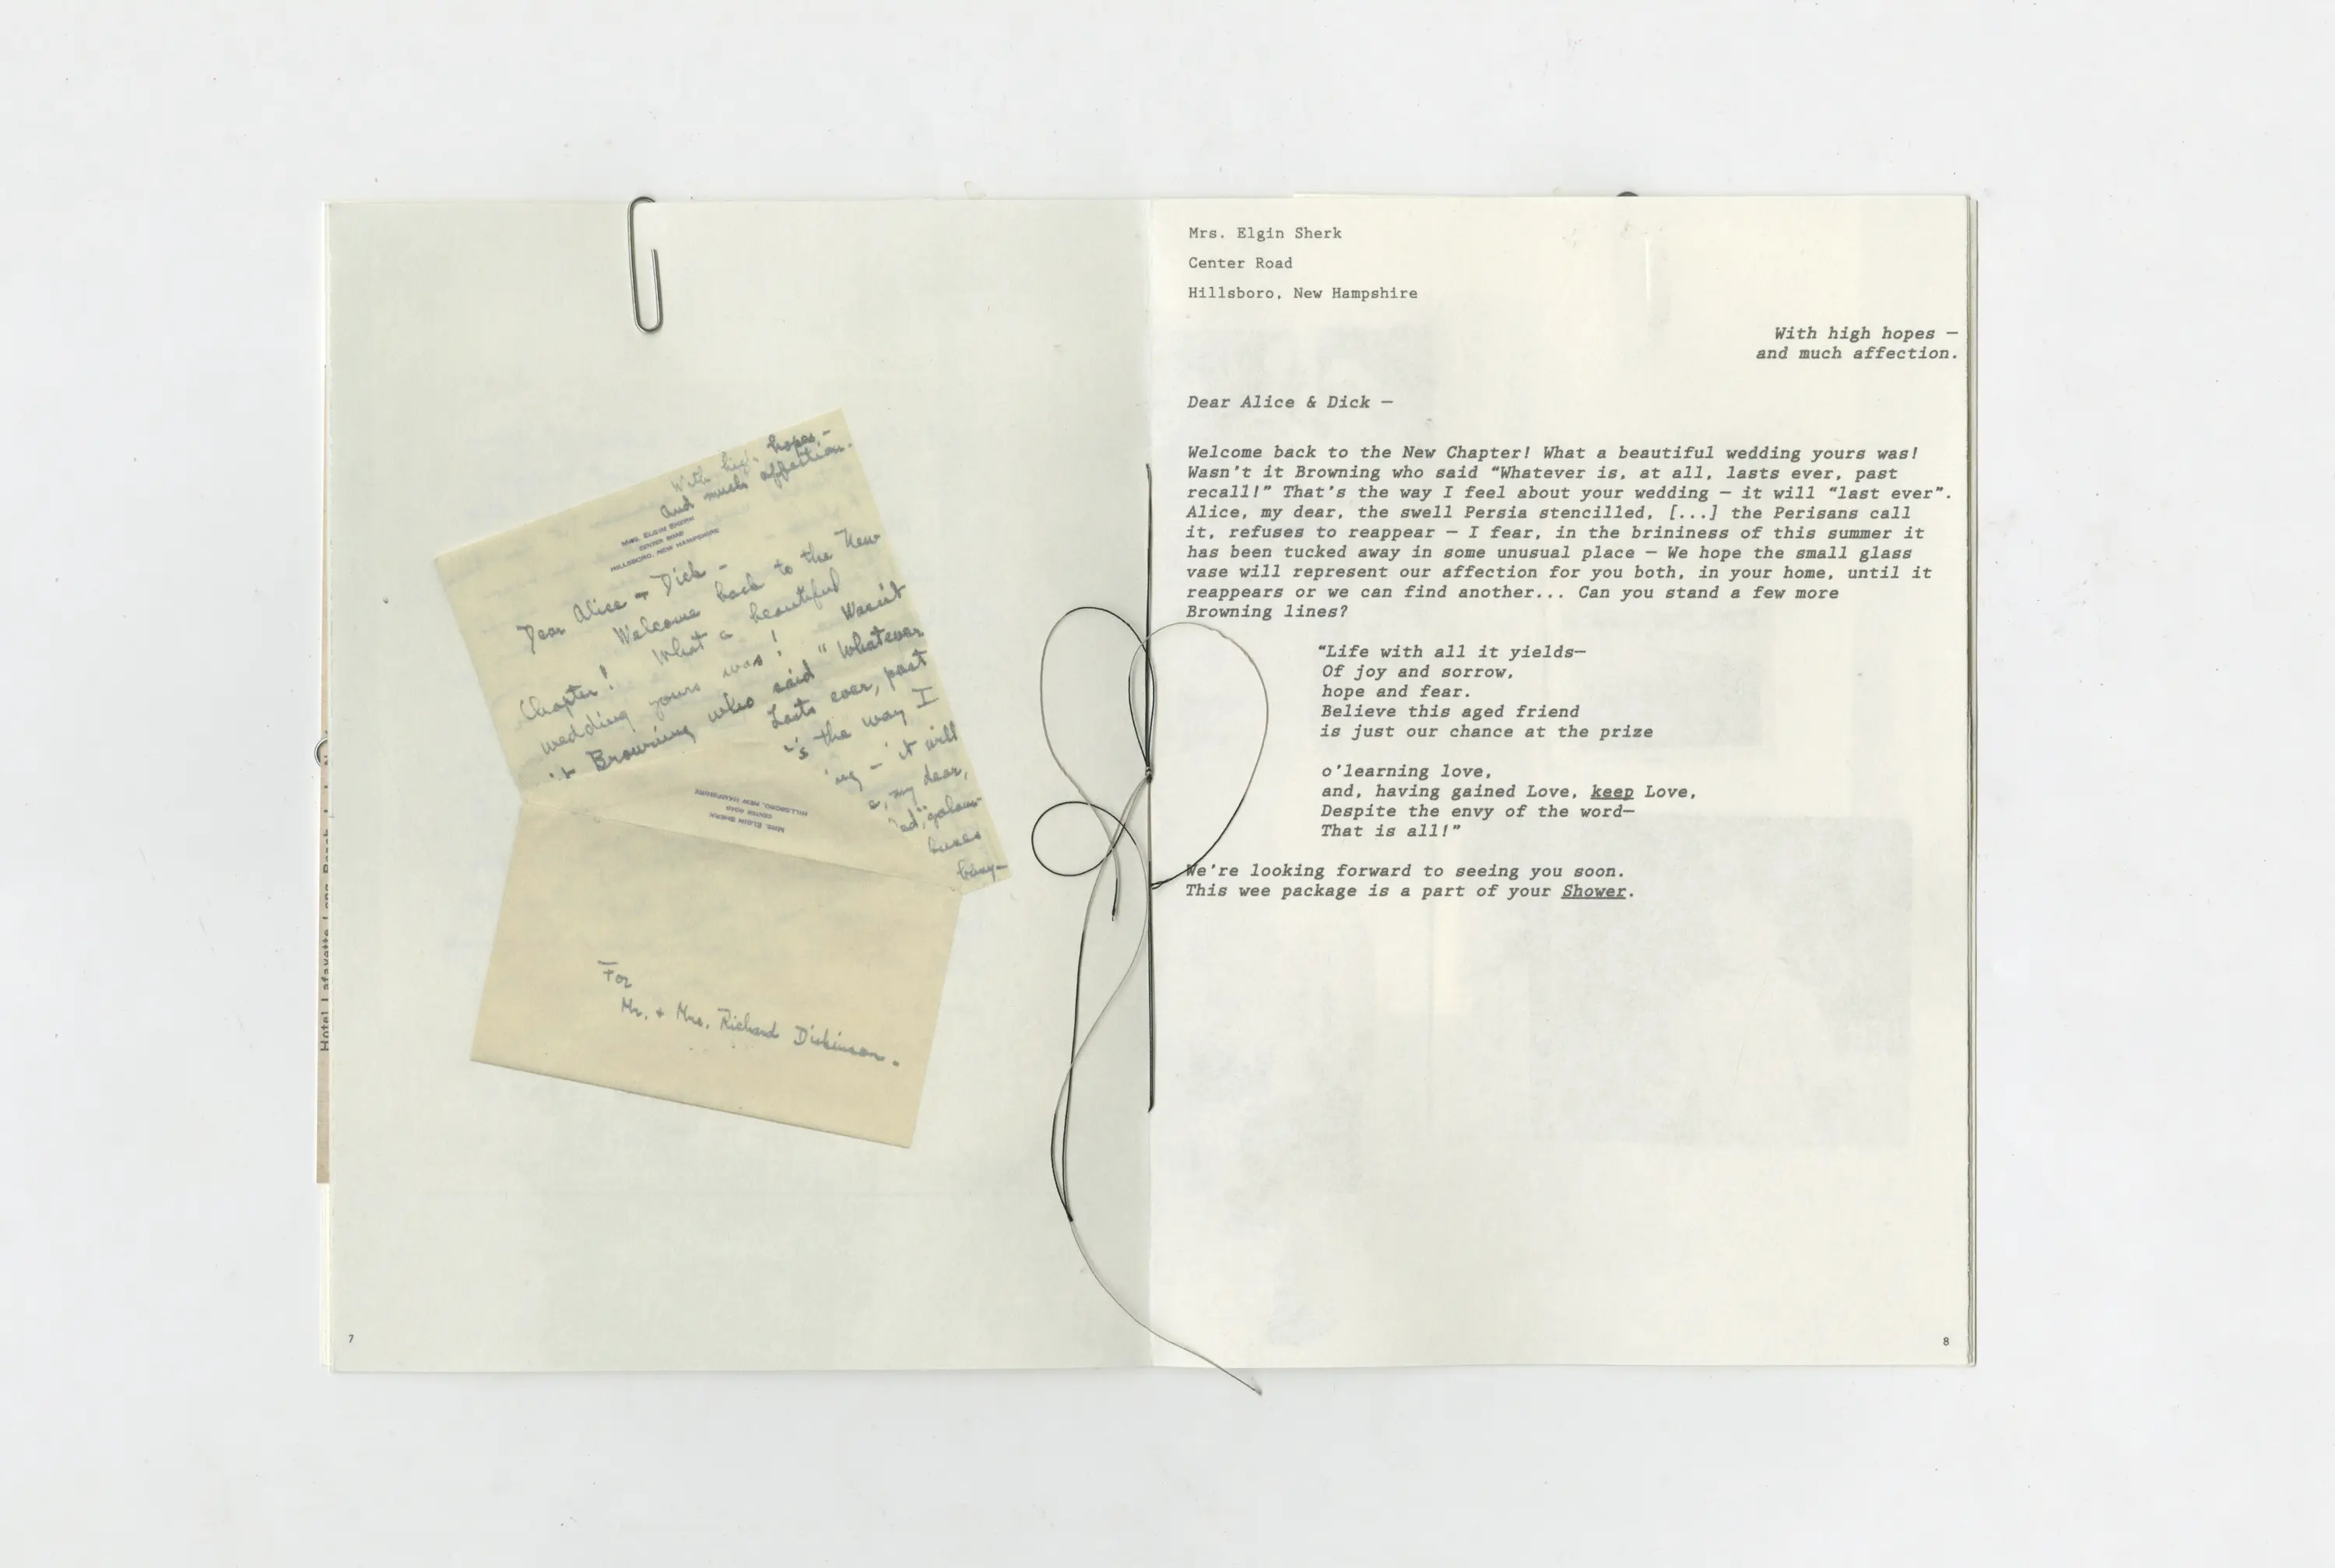 With high hopes,-
and much affection.
MRS. ELGIN SHERK
CENTER ROAD
HILLSBORO, NEW HAMPSHIRE
Dear Alice + Dick -
Welcome back to the New
Chapter! What a beautiful
wedding yours was! Wasn't
it Browning who said "Whatever
Lasts ever, past
's the way I
ing - it will
e, my dear,
MRS. ELGIN SHERK
CENTER ROAD
HILLSBORO, NEW HAMPSHIRE
For
Mr. + Mrs. Richard Dickinson.
7
Hotel Lafayette
Mrs. Elgin Sherk
Center Road
Hillsboro, New Hampshire
With high hopes —
and much affection.
Dear Alice & Dick —
Welcome back to the New Chapter! What a beautiful wedding yours was!
Wasn't it Browning who said “Whatever is, at all, lasts ever, past
recall!” That's the way I feel about your wedding — it will “last ever”.
Alice, my dear, the swell Persia stencilled, [...] the Perisans call
it, refuses to reappear — I fear, in the brininess of this summer it
has been tucked away in some unusual place — We hope the small glass
vase will represent our affection for you both, in your home, until it
reappears or we can find another... Can you stand a few more
Browning lines?
“Life with all it yields—
Of joy and sorrow,
hope and fear.
Believe this aged friend
is just our chance at the prize
o'learning love,
and, having gained Love, keep Love,
Despite the envy of the word—
That is all!”
We're looking forward to seeing you soon.
This wee package is a part of your Shower.
8